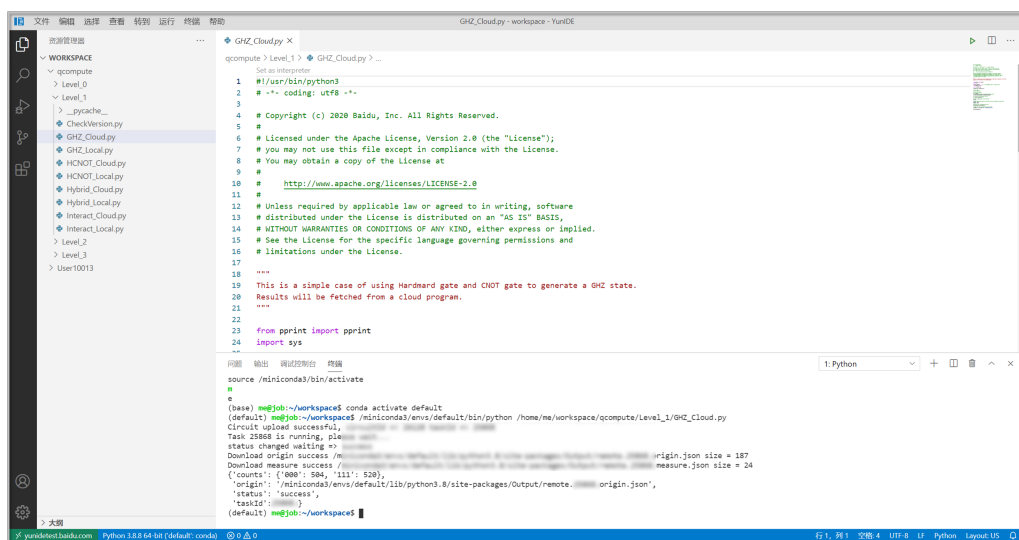 文件 编辑 选择 查看 转到 运行 终端 帮助
GHZ_Cloud.py - workspace - YunIDE
资源管理器 ···
WORKSPACE
qcompute
Level_0
Level_1
__pycache__
CheckVersion.py
GHZ_Cloud.py
GHZ_Local.py
HCNOT_Cloud.py
HCNOT_Local.py
Hybrid_Cloud.py
Hybrid_Local.py
Interact_Cloud.py
Interact_Local.py
Level_2
Level_3
User10013
大纲
GHZ_Cloud.py ×
qcompute > Level_1 > GHZ_Cloud.py > ...
Set as interpreter
1 #!/usr/bin/python3
2 # -*- coding: utf8 -*-
3
4 # Copyright (c) 2020 Baidu, Inc. All Rights Reserved.
5 #
6 # Licensed under the Apache License, Version 2.0 (the "License");
7 # you may not use this file except in compliance with the License.
8 # You may obtain a copy of the License at
9 #
10 #     http://www.apache.org/licenses/LICENSE-2.0
11 #
12 # Unless required by applicable law or agreed to in writing, software
13 # distributed under the License is distributed on an "AS IS" BASIS,
14 # WITHOUT WARRANTIES OR CONDITIONS OF ANY KIND, either express or implied.
15 # See the License for the specific language governing permissions and
16 # limitations under the License.
17
18 """
19 This is a simple case of using Hardmard gate and CNOT gate to generate a GHZ state.
20 Results will be fetched from a cloud program.
21 """
22
23 from pprint import pprint
24 import sys
问题 输出 调试控制台 终端
1: Python
source /miniconda3/bin/activate
m
e
(base) me@job:~/workspace$ conda activate default
(default) me@job:~/workspace$ /miniconda3/envs/default/bin/python /home/me/workspace/qcompute/Level_1/GHZ_Cloud.py
Circuit upload successful,
Task 25868 is running,
status changed waiting =>
Download origin success origin.json size = 187
Download measure success measure.json size = 24
{'counts': {'000': 504, '111': 520},
'origin': '/miniconda3/envs/default/lib/python3.8/site-packages/Output/remote. origin.json',
'status': 'success',
'taskId': }
(default) me@job:~/workspace$
yunidetest.baidu.com Python 3.8.8 64-bit ('default': conda) 0 0
行 1, 列 1 空格: 4 UTF-8 LF Python Layout: US